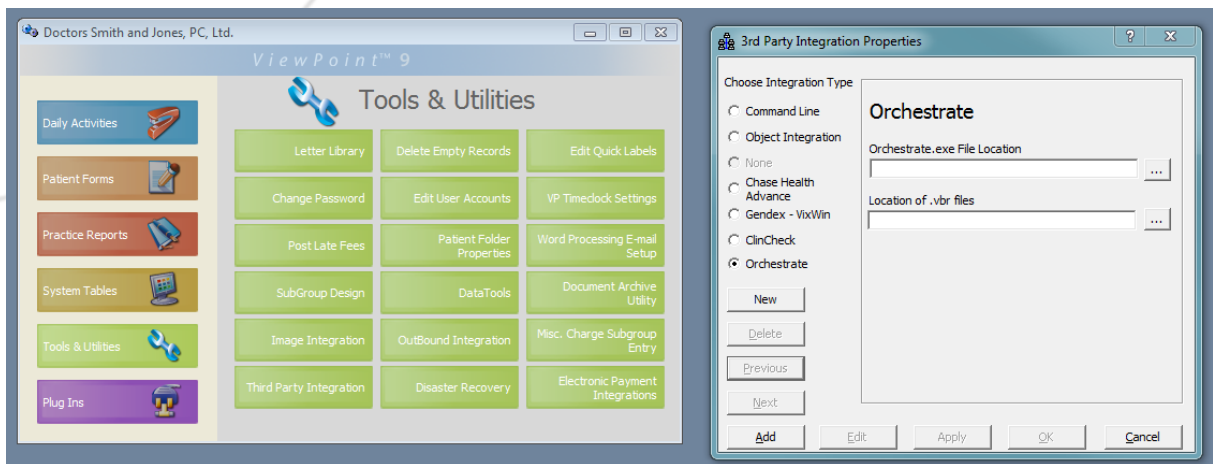 Doctors Smith and Jones, PC, Ltd.
ViewPoint™ 9
Daily Activities
Patient Forms
Practice Reports
System Tables
Tools & Utilities
Plug Ins
Tools & Utilities
Letter Library
Delete Empty Records
Edit Quick Labels
Change Password
Edit User Accounts
VP Timeclock Settings
Post Late Fees
Patient Folder
Properties
Word Processing E-mail
Setup
SubGroup Design
DataTools
Document Archive
Utility
Image Integration
OutBound Integration
Misc. Charge Subgroup
Entry
Third Party Integration
Disaster Recovery
Electronic Payment
Integrations
3rd Party Integration Properties
?
Choose Integration Type
Command Line
Object Integration
None
Chase Health
Advance
Gendex - VixWin
ClinCheck
Orchestrate
New
Delete
Previous
Next
Orchestrate
Orchestrate.exe File Location
...
Location of .vbr files
...
Add
Edit
Apply
OK
Cancel